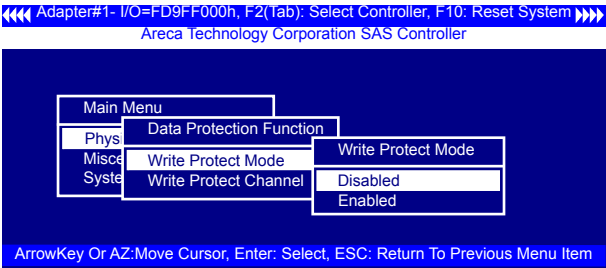 Adapter#1- I/O=FD9FF000h, F2(Tab): Select Controller, F10: Reset System
Areca Technology Corporation SAS Controller
Main Menu
Physi
Misce
Syste
Data Protection Function
Write Protect Mode
Write Protect Channel
Write Protect Mode
Disabled
Enabled
ArrowKey Or AZ:Move Cursor, Enter: Select, ESC: Return To Previous Menu Item